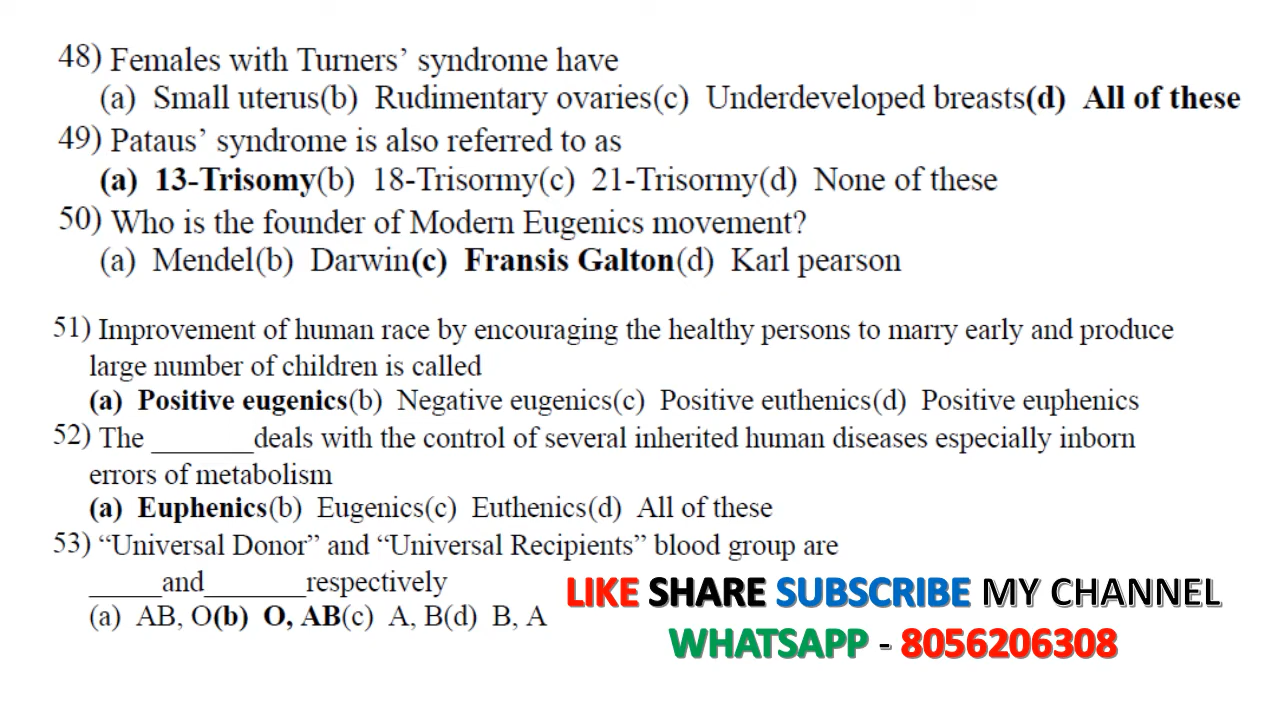 48) Females with Turners’ syndrome have
(a) Small uterus(b) Rudimentary ovaries(c) Underdeveloped breasts(d) All of these
49) Pataus’ syndrome is also referred to as
(a) 13-Trisomy(b) 18-Trisormy(c) 21-Trisormy(d) None of these
50) Who is the founder of Modern Eugenics movement?
(a) Mendel(b) Darwin(c) Fransis Galton(d) Karl pearson
51) Improvement of human race by encouraging the healthy persons to marry early and produce
large number of children is called
(a) Positive eugenics(b) Negative eugenics(c) Positive euthenics(d) Positive euphenics
52) The _______deals with the control of several inherited human diseases especially inborn
errors of metabolism
(a) Euphenics(b) Eugenics(c) Euthenics(d) All of these
53) “Universal Donor” and “Universal Recipients” blood group are
_____and_______respectively
(a) AB, O(b) O, AB(c) A, B(d) B, A
LIKE SHARE SUBSCRIBE MY CHANNEL
WHATSAPP - 8056206308